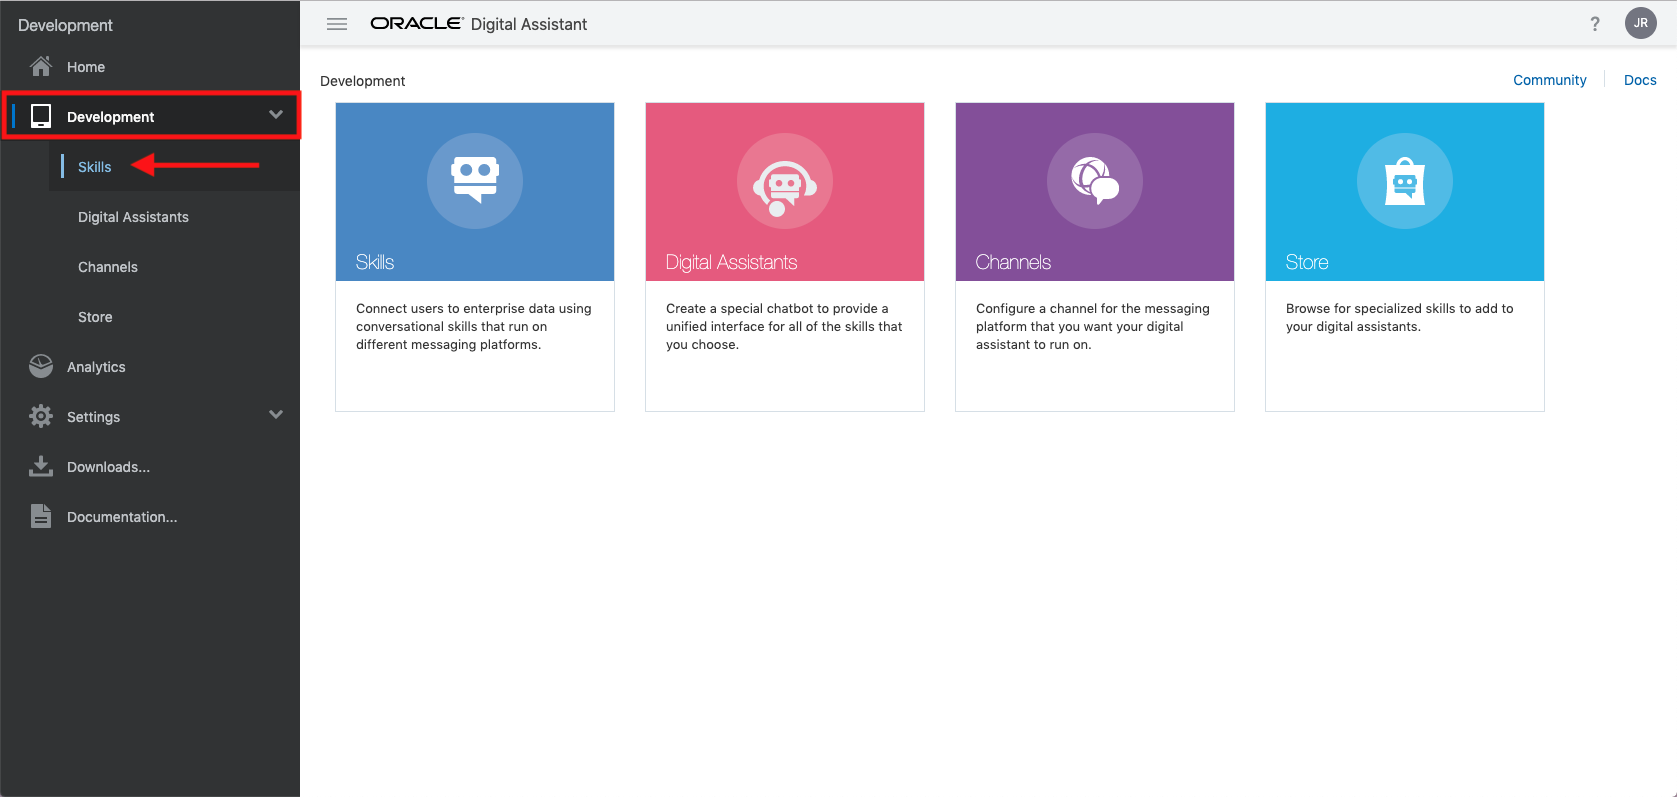 Development
Home
Development
Skills
Digital Assistants
Channels
Store
Analytics
Settings
Downloads...
Documentation...
ORACLE® Digital Assistant
?
JR
Development
Community
Docs
Skills
Connect users to enterprise data using
conversational skills that run on
different messaging platforms.
Digital Assistants
Create a special chatbot to provide a
unified interface for all of the skills that
you choose.
Channels
Configure a channel for the messaging
platform that you want your digital
assistant to run on.
Store
Browse for specialized skills to add to
your digital assistants.